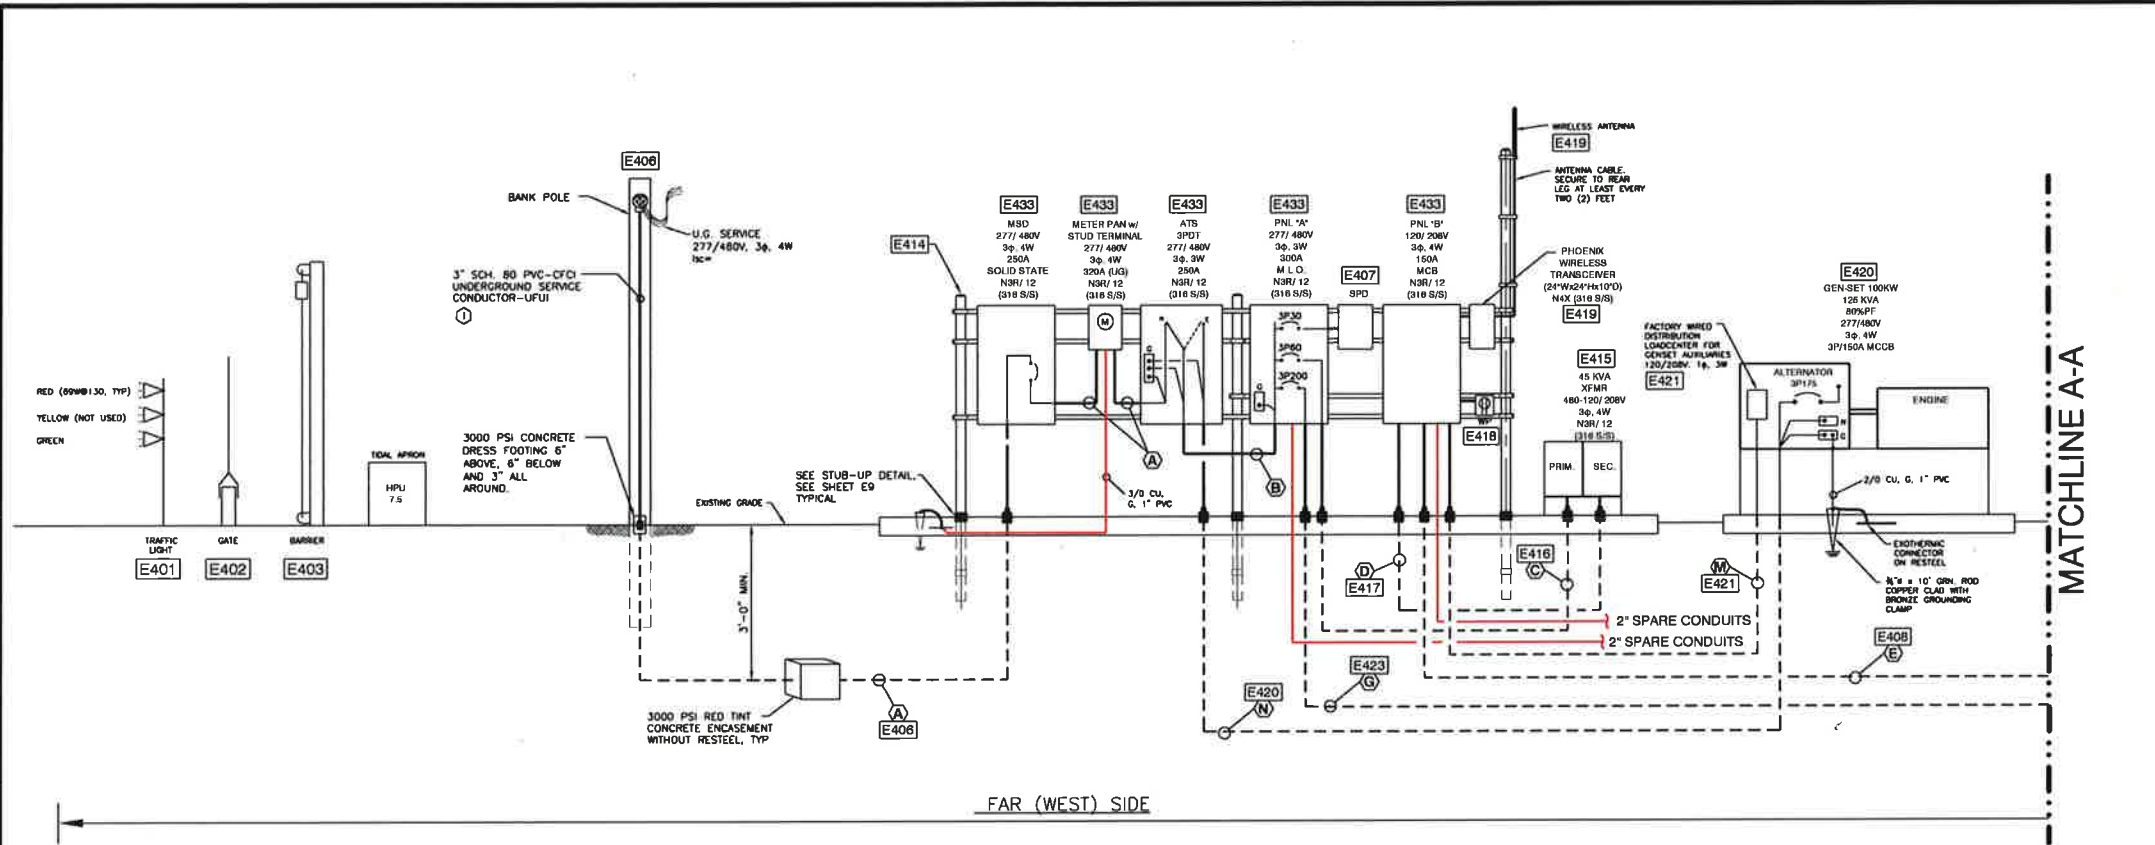 RED (69W@130, TYP)
YELLOW (NOT USED)
GREEN
TRAFFIC
LIGHT
E401
GATE
E402
BARRIER
E403
TIDAL APRON
HPU
7.5
E406
BANK POLE
U.G. SERVICE
277/480V, 3ϕ, 4W
Isc=
3" SCH. 80 PVC-CFCI
UNDERGROUND SERVICE
CONDUCTOR-UFUI
I
3000 PSI CONCRETE
DRESS FOOTING 6"
ABOVE, 6" BELOW
AND 3" ALL
AROUND.
EXISTING GRADE
3'-0" MIN.
3000 PSI RED TINT
CONCRETE ENCASEMENT
WITHOUT RESTEEL, TYP
A
E406
SEE STUB-UP DETAIL,
SEE SHEET E9
TYPICAL
E414
E433
MSD
277/ 480V
3ϕ, 4W
250A
SOLID STATE
N3R/ 12
(316 S/S)
E433
METER PAN w/
STUD TERMINAL
277/ 480V
3ϕ, 4W
320A (UG)
N3R/ 12
(316 S/S)
M
E433
ATS
3PDT
277/ 480V
3ϕ, 3W
250A
N3R/ 12
(316 S/S)
N
E
G
E433
PNL "A"
277/ 480V
3ϕ, 3W
300A
M L O
N3R/ 12
(316 S/S)
3P30
3P60
3P200
G
E407
SPD
E433
PNL "B"
120/ 208V
3ϕ, 4W
150A
MCB
N3R/ 12
(316 S/S)
WIRELESS ANTENNA
E419
ANTENNA CABLE.
SECURE TO REAR
LEG AT LEAST EVERY
TWO (2) FEET
PHOENIX
WIRELESS
TRANSCEIVER
(24"Wx24"Hx10"D)
N4X (316 S/S)
E419
WP
E418
A
B
3/0 CU,
G, 1" PVC
E415
45 KVA
XFMR
480-120/ 208V
3ϕ, 4W
N3R/ 12
(316 S/S)
PRIM.
SEC.
FACTORY WIRED
DISTRIBUTION
LOADCENTER FOR
GENSET AUXILIARIES
120/208V, 1ϕ, 3W
E421
E420
GEN-SET 100KW
125 KVA
80%PF
277/480V
3ϕ, 4W
3P/150A MCCB
ALTERNATOR
3P175
N
G
ENGINE
2/0 CU, G, 1" PVC
EXOTHERMIC
CONNECTOR
ON RESTEEL
¾"ø x 10' GRN. ROD
COPPER CLAD WITH
BRONZE GROUNDING
CLAMP
D
E417
E416
C
M
E421
2" SPARE CONDUITS
2" SPARE CONDUITS
E408
E
E423
G
E420
N
FAR (WEST) SIDE
MATCHLINE A-A